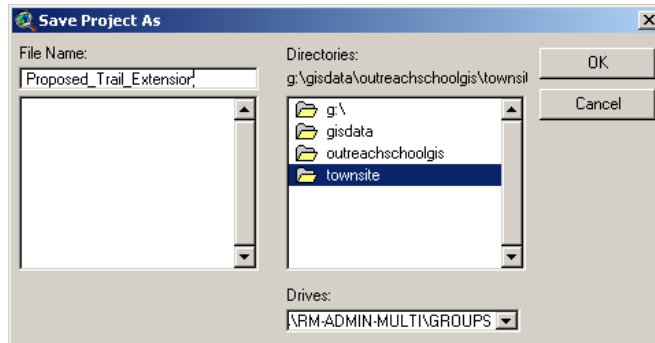 Save Project As
File Name:
Proposed_Trail_Extension
Directories:
g:\gisdata\outreachschoolgis\townsit
OK
Cancel
g:\
gisdata
outreachschoolgis
townsite
Drives:
\RM-ADMIN-MULTI\GROUPS